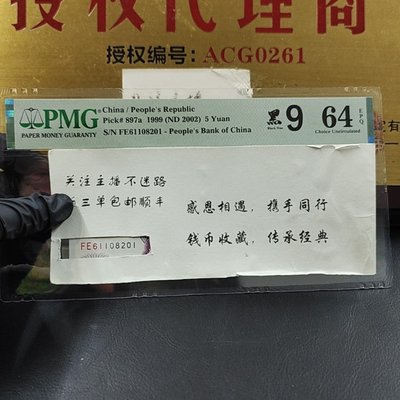 授权代理商
授权编号: ACG0261
PMG
PAPER MONEY GUARANTY
China / People's Republic
Pick# 897a 1999 (ND 2002) 5 Yuan
S/N FE61108201 - People's Bank of China
黑9
64 EPQ
Choice Uncirculated
关注主播不迷路
三单包邮顺丰
感恩相遇,携手同行
钱币收藏,传承经典
FE61108201